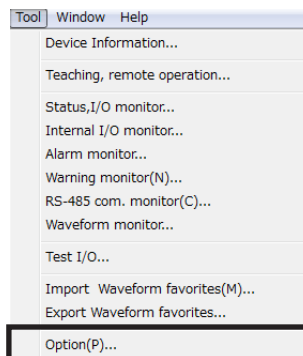 Tool Window Help
Device Information...
Teaching, remote operation...
Status,I/O monitor...
Internal I/O monitor...
Alarm monitor...
Warning monitor(N)...
RS-485 com. monitor(C)...
Waveform monitor...
Test I/O...
Import Waveform favorites(M)...
Export Waveform favorites...
Option(P)...